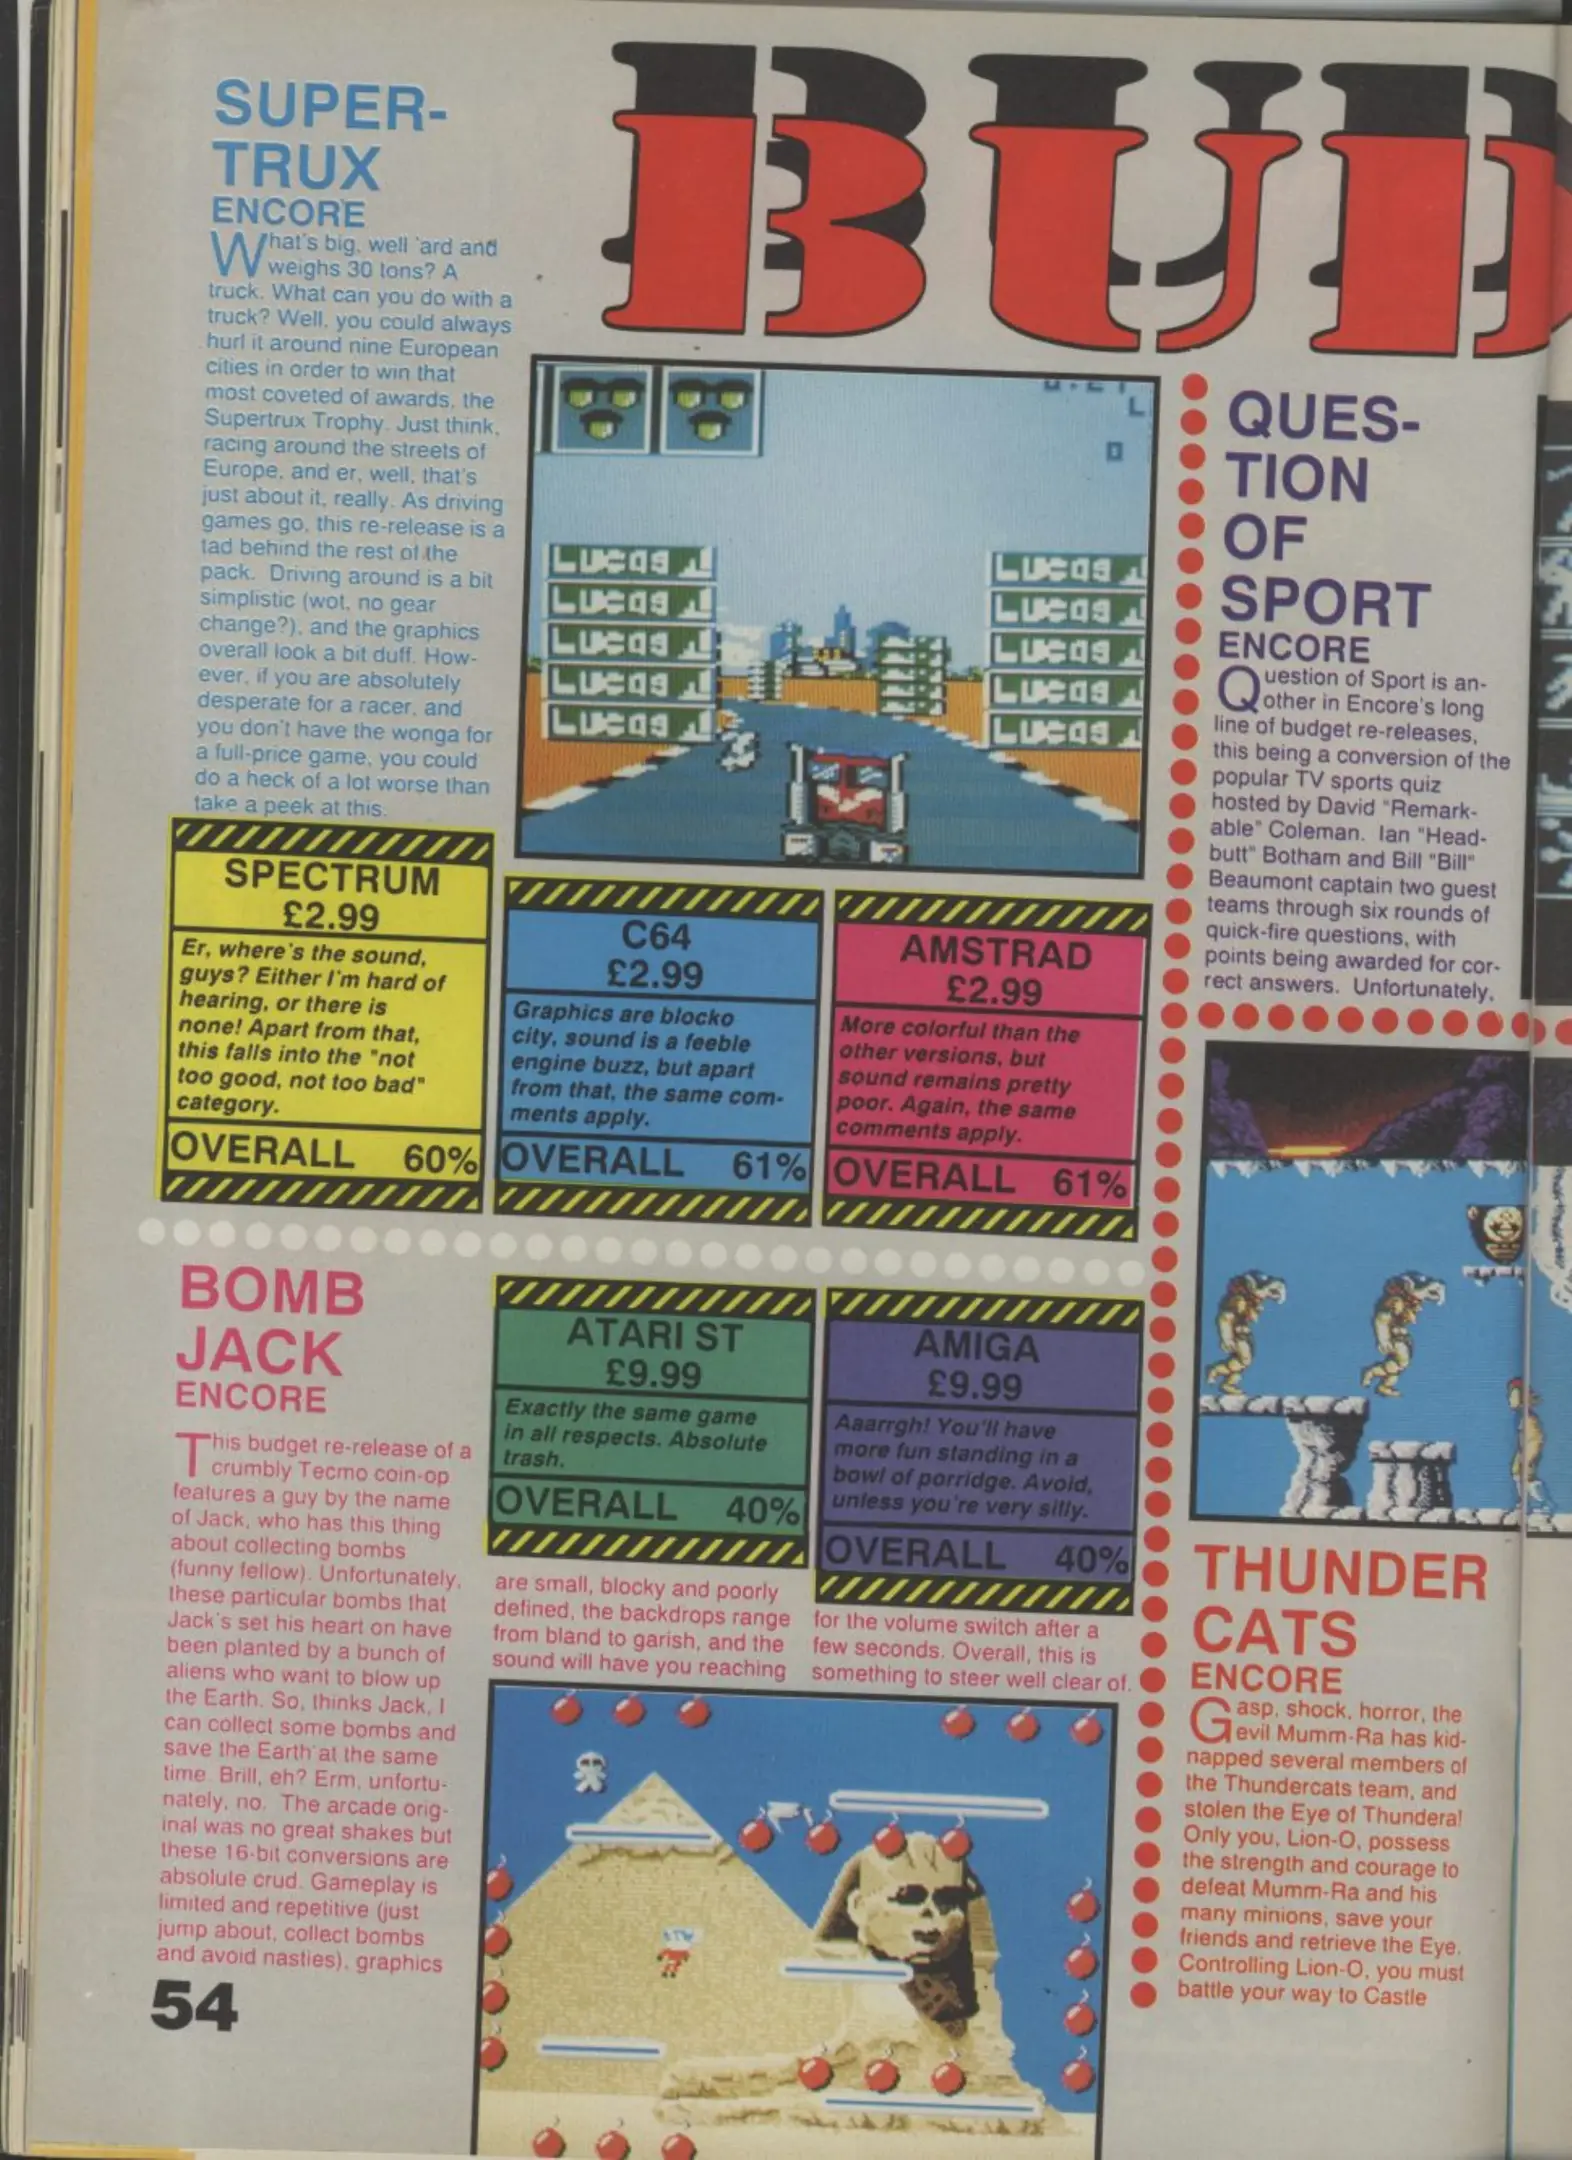 BUD
SUPER-
TRUX
ENCORE
What's big, well 'ard and
weighs 30 tons? A
truck. What can you do with a
truck? Well, you could always
hurl it around nine European
cities in order to win that
most coveted of awards, the
Supertrux Trophy. Just think,
racing around the streets of
Europe, and er, well, that's
just about it, really. As driving
games go, this re-release is a
tad behind the rest of the
pack. Driving around is a bit
simplistic (wot, no gear
change?), and the graphics
overall look a bit duff. How-
ever, if you are absolutely
desperate for a racer, and
you don't have the wonga for
a full-price game, you could
do a heck of a lot worse than
take a peek at this.
L
0
Lucas
Lucas
Lucas
Lucas
Lucas
Lucas
Lucas
Lucas
Lucas
Lucas
SPECTRUM
£2.99
Er, where's the sound,
guys? Either I'm hard of
hearing, or there is
none! Apart from that,
this falls into the "not
too good, not too bad"
category.
OVERALL 60%
C64
£2.99
Graphics are blocko
city, sound is a feeble
engine buzz, but apart
from that, the same com-
ments apply.
OVERALL 61%
AMSTRAD
£2.99
More colorful than the
other versions, but
sound remains pretty
poor. Again, the same
comments apply.
OVERALL 61%
BOMB
JACK
ENCORE
This budget re-release of a
crumbly Tecmo coin-op
features a guy by the name
of Jack, who has this thing
about collecting bombs
(funny fellow). Unfortunately,
these particular bombs that
Jack's set his heart on have
been planted by a bunch of
aliens who want to blow up
the Earth. So, thinks Jack, I
can collect some bombs and
save the Earth at the same
time. Brill, eh? Erm, unfortu-
nately, no. The arcade orig-
inal was no great shakes but
these 16-bit conversions are
absolute crud. Gameplay is
limited and repetitive (just
jump about, collect bombs
and avoid nasties), graphics
ATARI ST
£9.99
Exactly the same game
in all respects. Absolute
trash.
OVERALL 40%
are small, blocky and poorly
defined, the backdrops range
from bland to garish, and the
sound will have you reaching
AMIGA
£9.99
Aaarrgh! You'll have
more fun standing in a
bowl of porridge. Avoid,
unless you're very silly.
OVERALL 40%
for the volume switch after a
few seconds. Overall, this is
something to steer well clear of.
QUES-
TION
OF
SPORT
ENCORE
Question of Sport is an-
other in Encore's long
line of budget re-releases,
this being a conversion of the
popular TV sports quiz
hosted by David "Remark-
able" Coleman. Ian "Head-
butt" Botham and Bill "Bill"
Beaumont captain two guest
teams through six rounds of
quick-fire questions, with
points being awarded for cor-
rect answers. Unfortunately,
THUNDER
CATS
ENCORE
Gasp, shock, horror, the
evil Mumm-Ra has kid-
napped several members of
the Thundercats team, and
stolen the Eye of Thundera!
Only you, Lion-O, possess
the strength and courage to
defeat Mumm-Ra and his
many minions, save your
friends and retrieve the Eye.
Controlling Lion-O, you must
battle your way to Castle
54